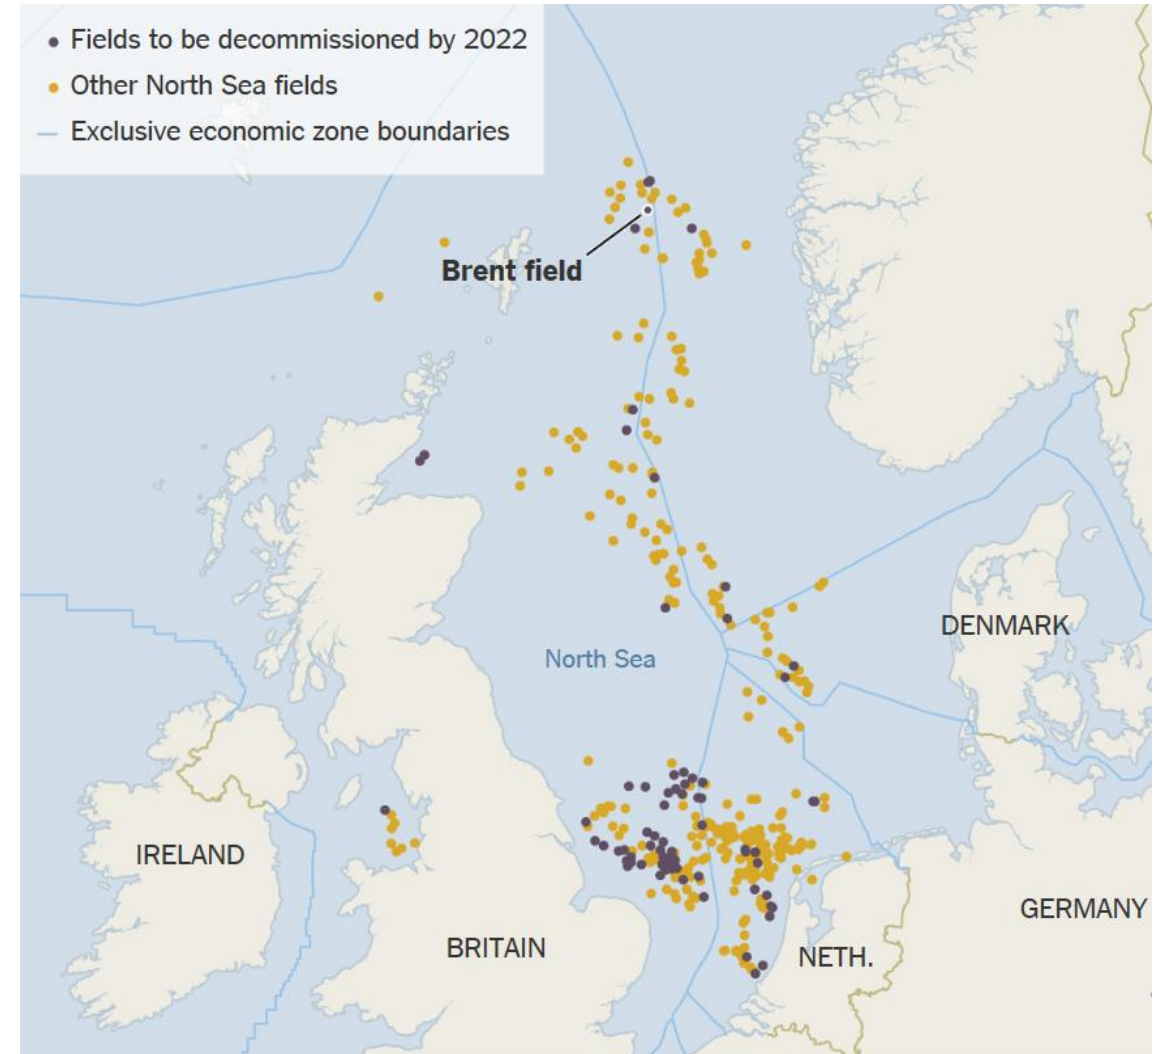 Fields to be decommissioned by 2022
Other North Sea fields
Exclusive economic zone boundaries
Brent field
DENMARK
North Sea
IRELAND
GERMANY
BRITAIN
NETH.